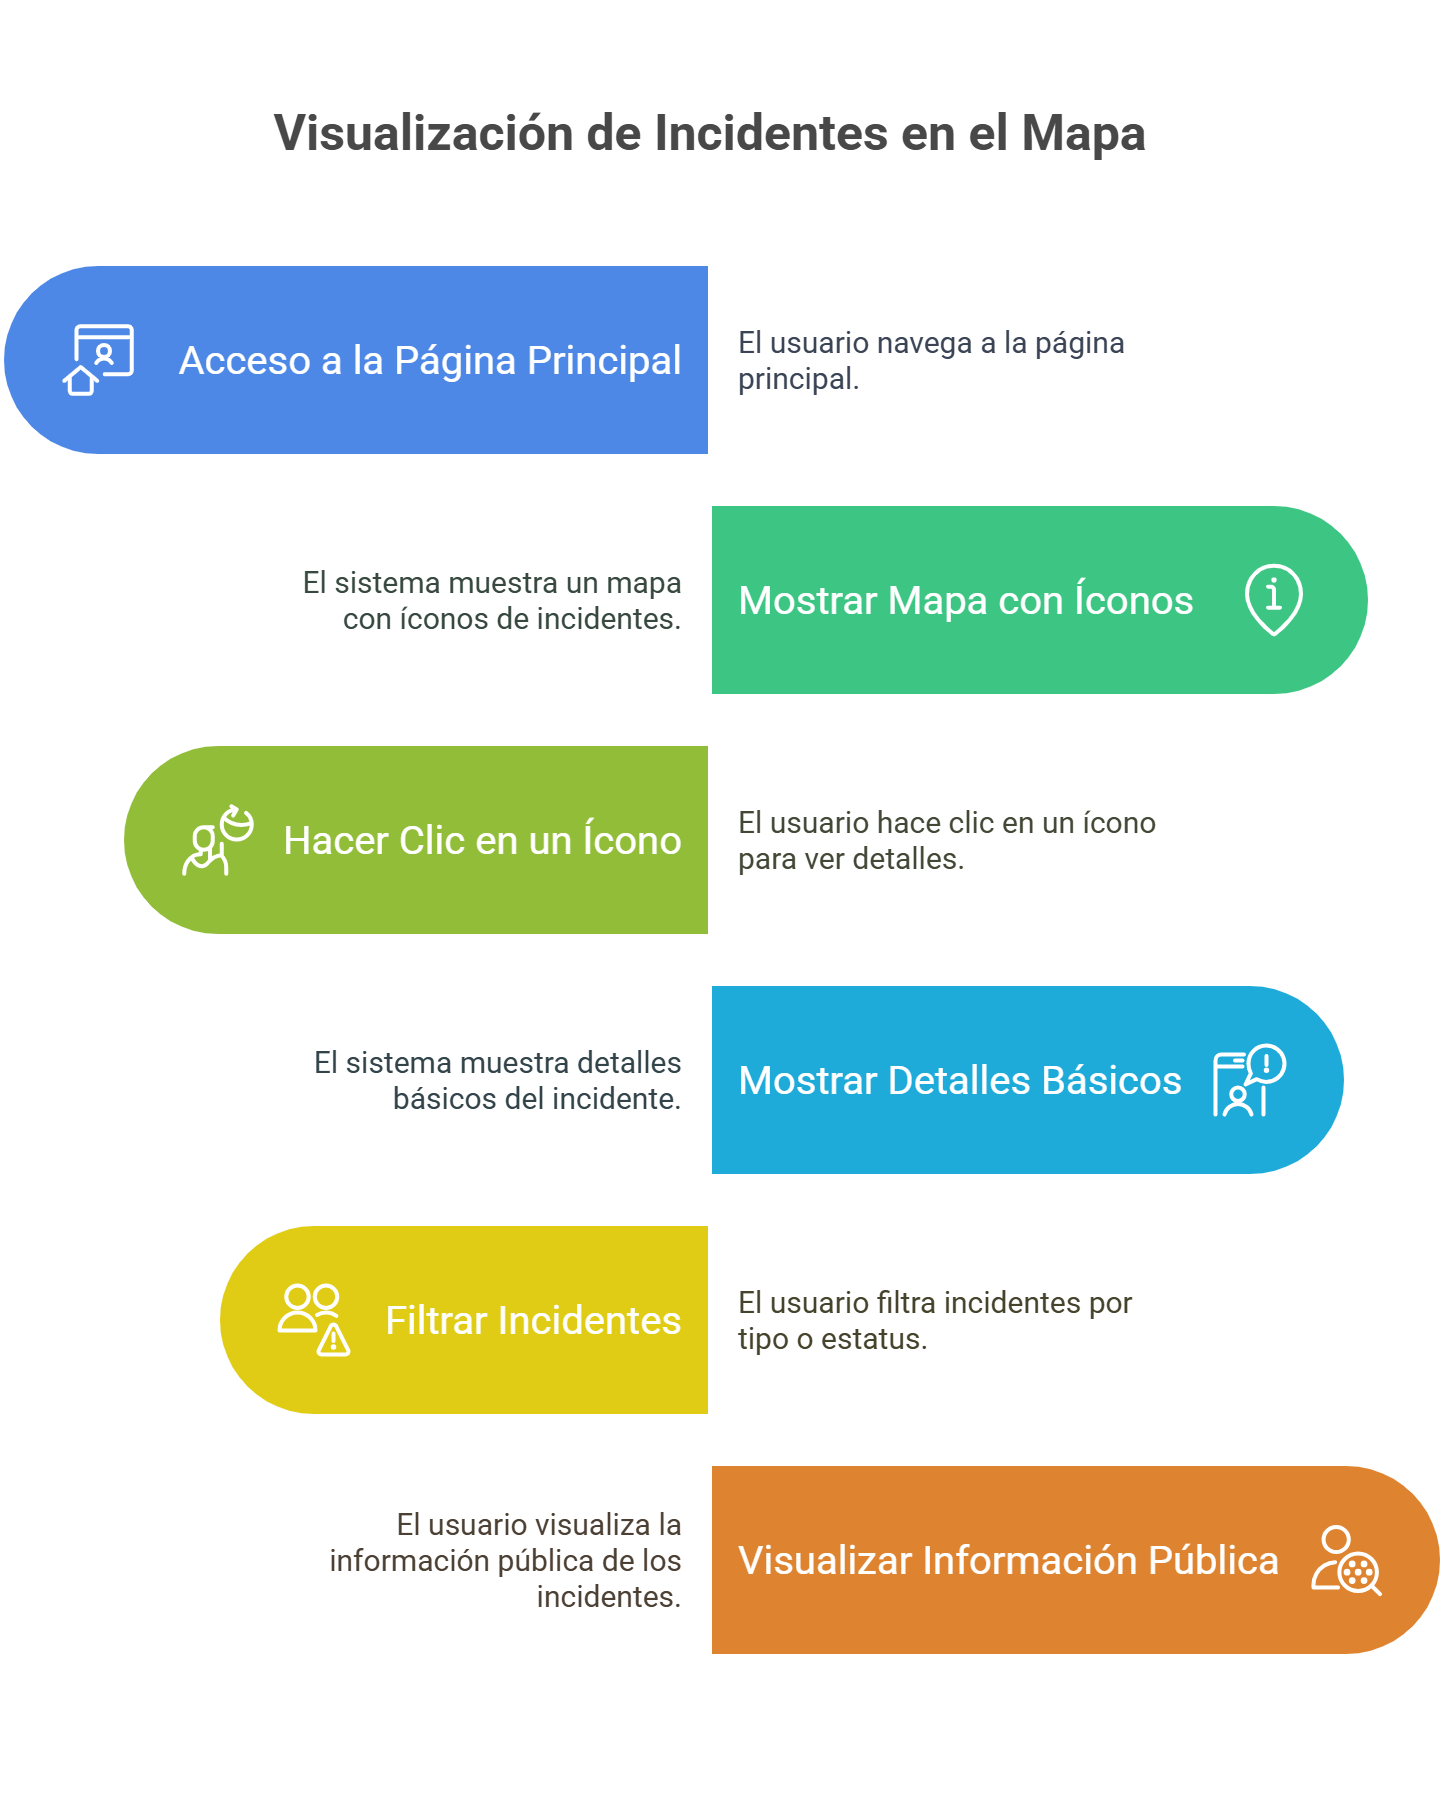 Visualización de Incidentes en el Mapa
Acceso a la Página Principal
El usuario navega a la página
principal.
El sistema muestra un mapa
con íconos de incidentes.
Mostrar Mapa con Íconos
Hacer Clic en un Ícono
El usuario hace clic en un ícono
para ver detalles.
El sistema muestra detalles
básicos del incidente.
Mostrar Detalles Básicos
Filtrar Incidentes
El usuario filtra incidentes por
tipo o estatus.
El usuario visualiza la
información pública de los
incidentes.
Visualizar Información Pública